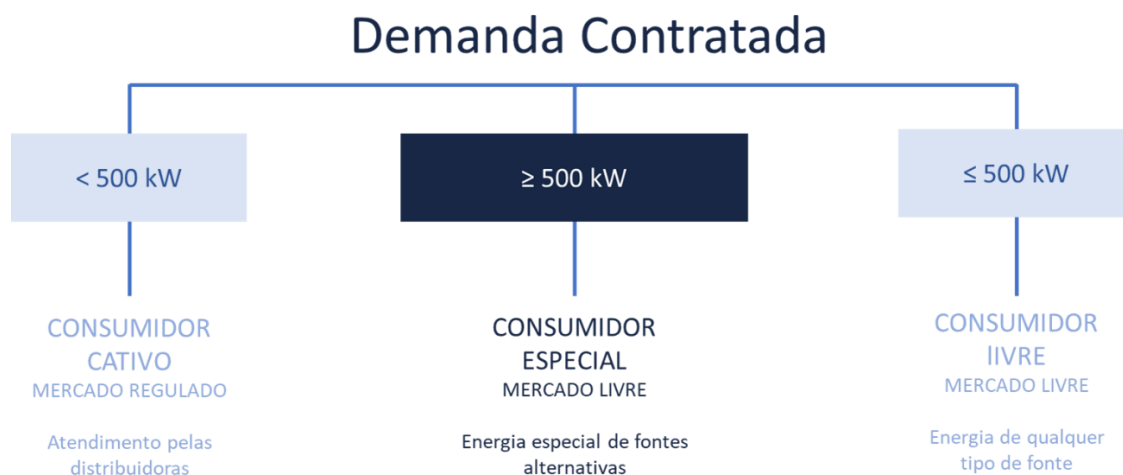 Demanda Contratada
< 500 kW
≥ 500 kW
≤ 500 kW
CONSUMIDOR
CATIVO
MERCADO REGULADO
Atendimento pelas
distribuidoras
CONSUMIDOR
ESPECIAL
MERCADO LIVRE
Energia especial de fontes
alternativas
CONSUMIDOR
lIVRE
MERCADO LIVRE
Energia de qualquer
tipo de fonte